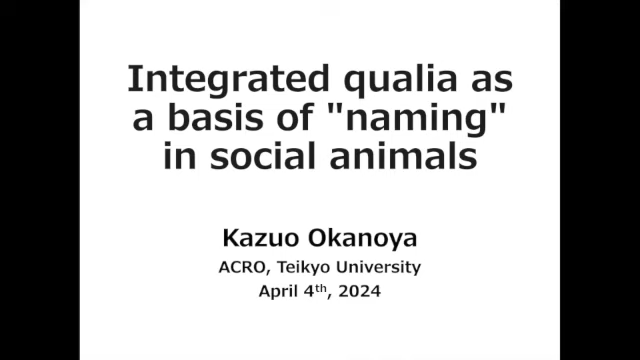 Integrated qualia as
a basis of "naming"
in social animals
Kazuo Okanoya
ACRO, Teikyo University
April 4th, 2024